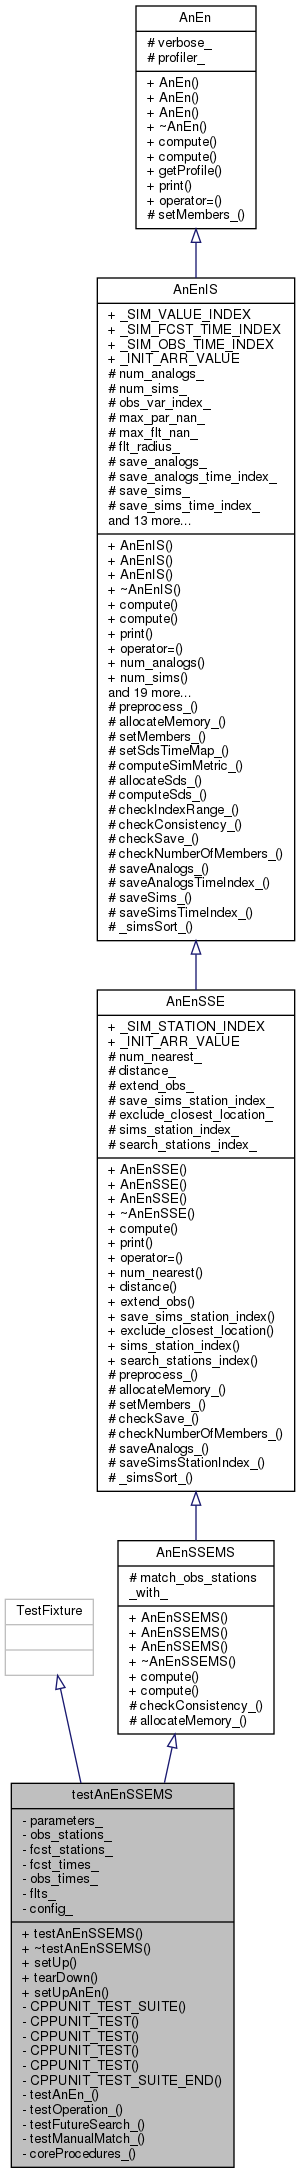 AnEn
# verbose_
# profiler_
+ AnEn()
+ AnEn()
+ AnEn()
+ ~AnEn()
+ compute()
+ compute()
+ getProfile()
+ print()
+ operator=()
# setMembers_()
AnEnIS
+ _SIM_VALUE_INDEX
+ _SIM_FCST_TIME_INDEX
+ _SIM_OBS_TIME_INDEX
+ _INIT_ARR_VALUE
# num_analogs_
# num_sims_
# obs_var_index_
# max_par_nan_
# max_flt_nan_
# flt_radius_
# save_analogs_
# save_analogs_time_index_
# save_sims_
# save_sims_time_index_
and 13 more...
+ AnEnIS()
+ AnEnIS()
+ AnEnIS()
+ ~AnEnIS()
+ compute()
+ compute()
+ print()
+ operator=()
+ num_analogs()
+ num_sims()
and 19 more...
# preprocess_()
# allocateMemory_()
# setMembers_()
# setSdsTimeMap_()
# computeSimMetric_()
# allocateSds_()
# computeSds_()
# checkIndexRange_()
# checkConsistency_()
# checkSave_()
# checkNumberOfMembers_()
# saveAnalogs_()
# saveAnalogsTimeIndex_()
# saveSims_()
# saveSimsTimeIndex_()
# _simsSort_()
AnEnSSE
+ _SIM_STATION_INDEX
+ _INIT_ARR_VALUE
# num_nearest_
# distance_
# extend_obs_
# save_sims_station_index_
# exclude_closest_location_
# sims_station_index_
# search_stations_index_
+ AnEnSSE()
+ AnEnSSE()
+ AnEnSSE()
+ ~AnEnSSE()
+ compute()
+ print()
+ operator=()
+ num_nearest()
+ distance()
+ extend_obs()
+ save_sims_station_index()
+ exclude_closest_location()
+ sims_station_index()
+ search_stations_index()
# preprocess_()
# allocateMemory_()
# setMembers_()
# checkSave_()
# checkNumberOfMembers_()
# saveAnalogs_()
# saveSimsStationIndex_()
# _simsSort_()
AnEnSSEMS
# match_obs_stations
_with_
+ AnEnSSEMS()
+ AnEnSSEMS()
+ AnEnSSEMS()
+ ~AnEnSSEMS()
+ compute()
+ compute()
# checkConsistency_()
# allocateMemory_()
TestFixture
testAnEnSSEMS
- parameters_
- obs_stations_
- fcst_stations_
- fcst_times_
- obs_times_
- flts_
- config_
+ testAnEnSSEMS()
+ ~testAnEnSSEMS()
+ setUp()
+ tearDown()
+ setUpAnEn()
- CPPUNIT_TEST_SUITE()
- CPPUNIT_TEST()
- CPPUNIT_TEST()
- CPPUNIT_TEST()
- CPPUNIT_TEST()
- CPPUNIT_TEST_SUITE_END()
- testAnEn_()
- testOperation_()
- testFutureSearch_()
- testManualMatch_()
- coreProcedures_()